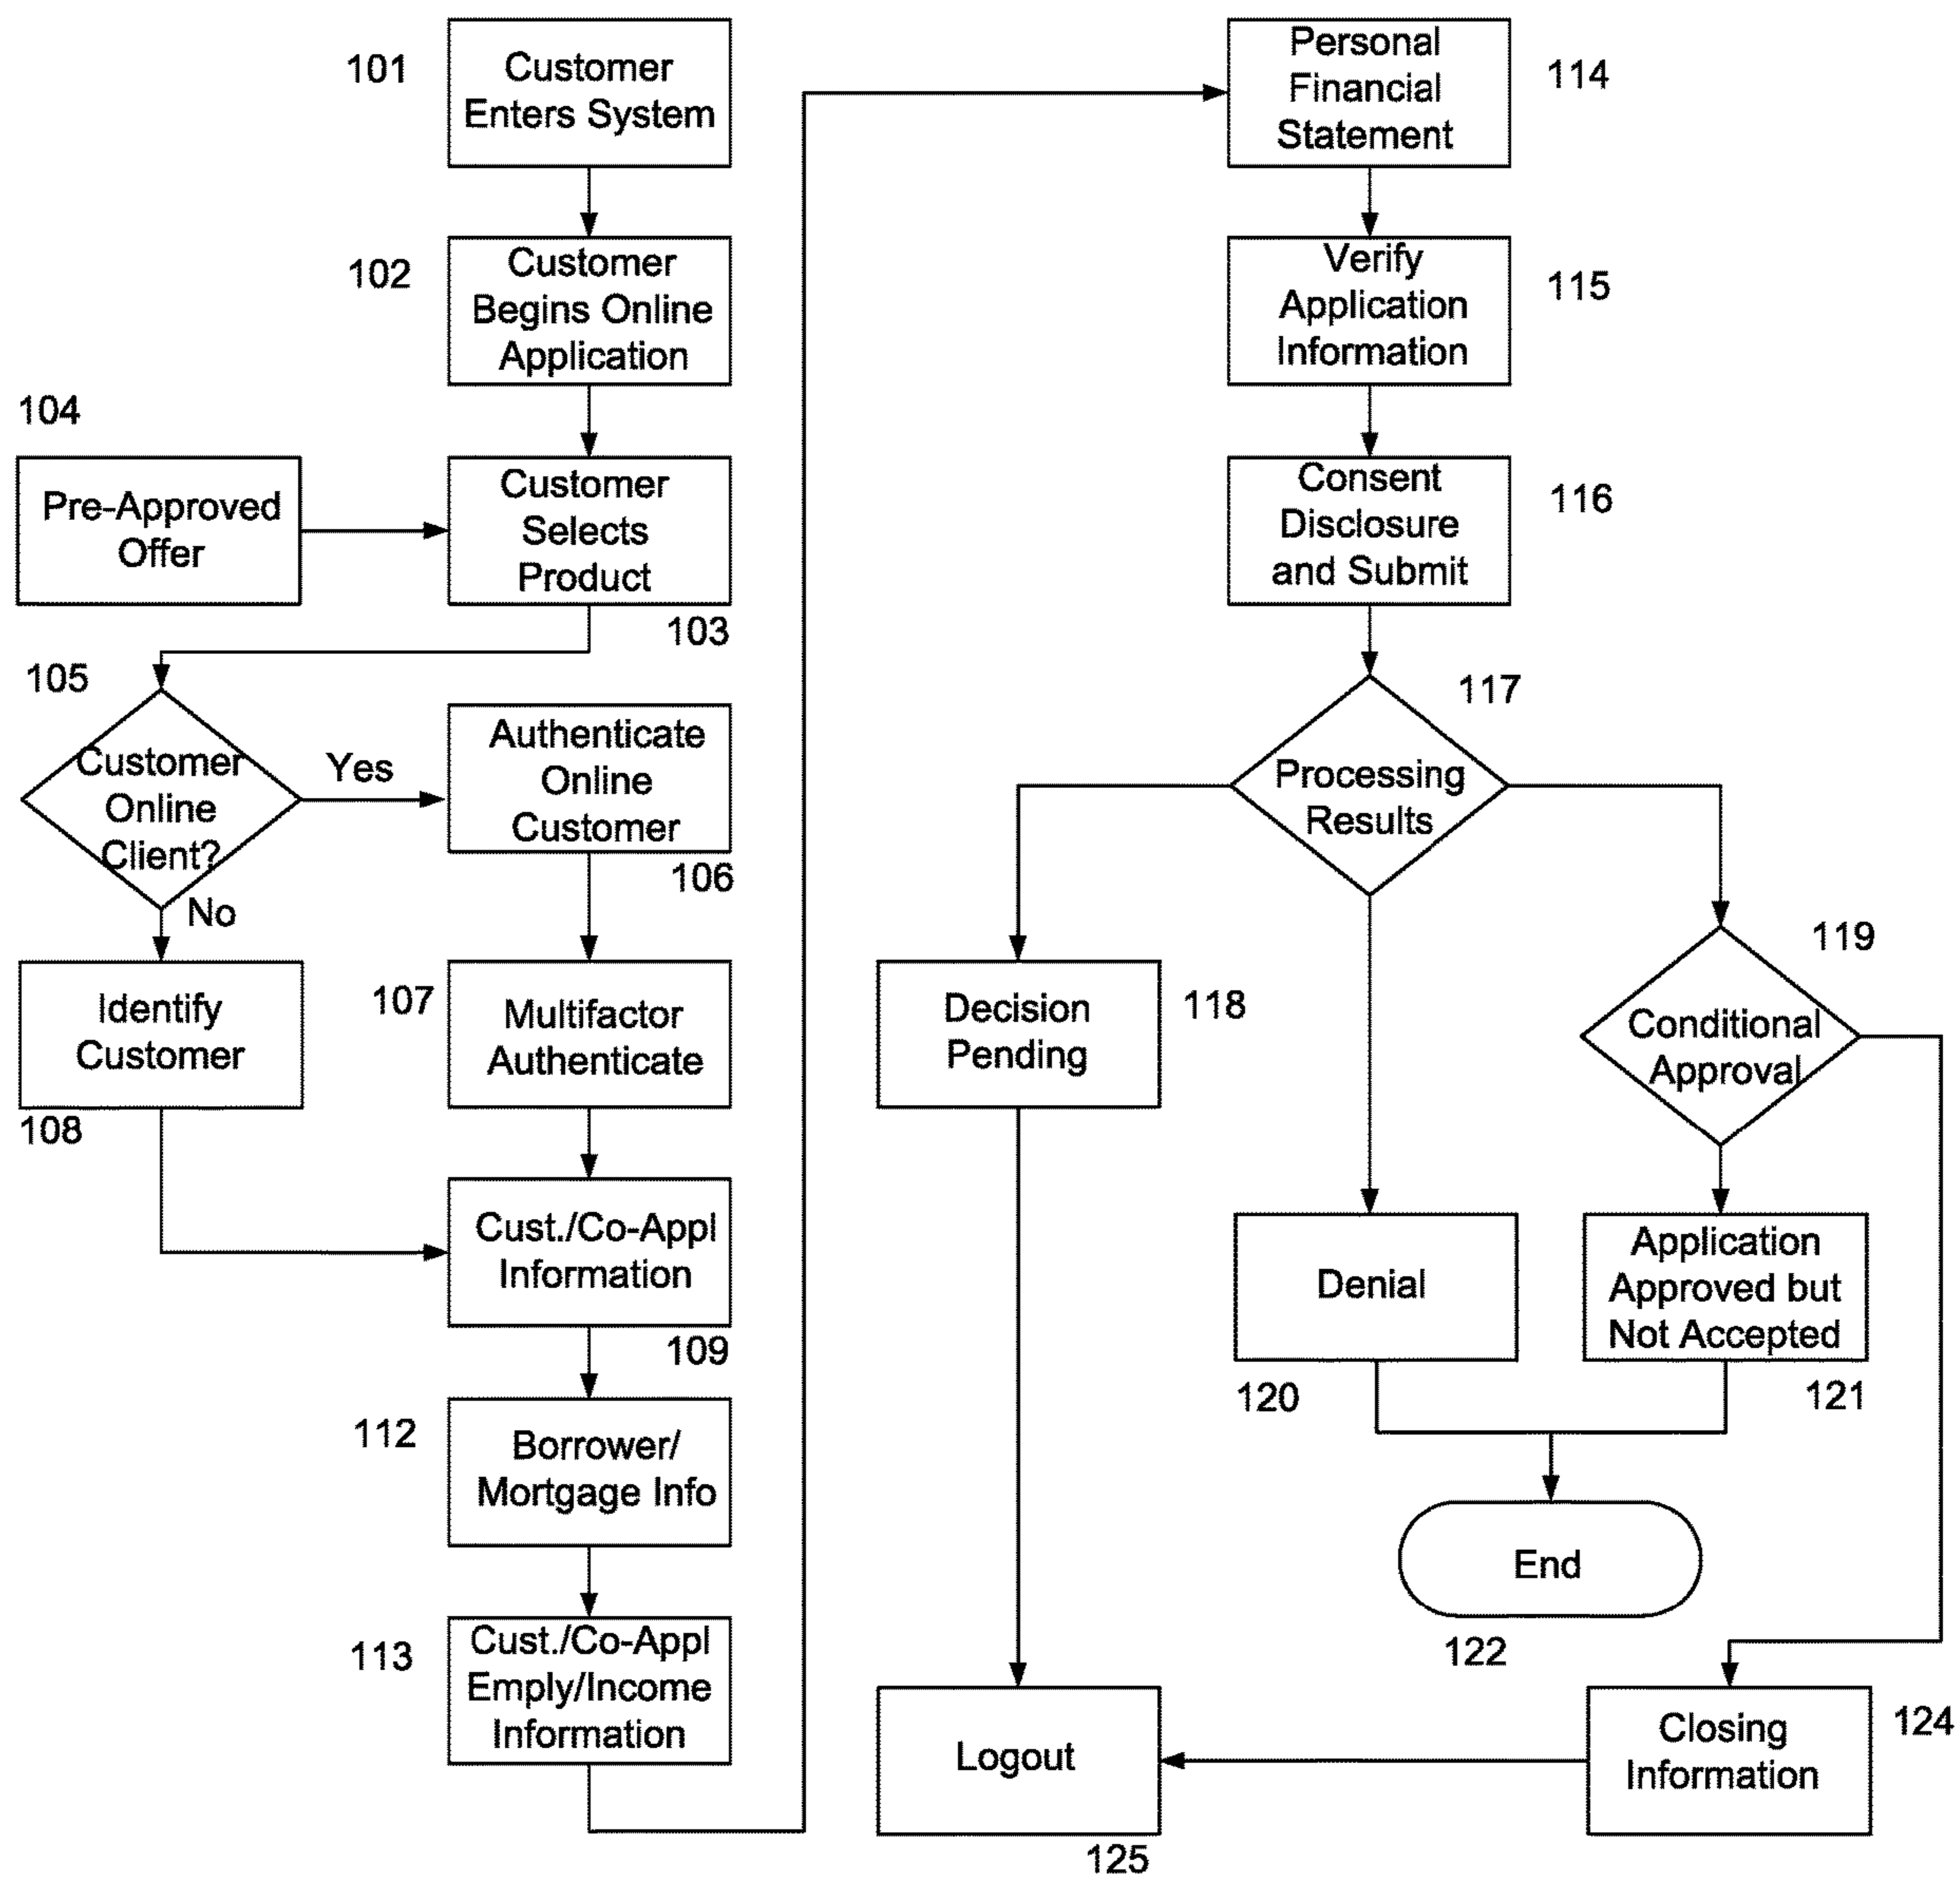 101
Customer
Enters System
102
Customer
Begins Online
Application
104
Pre-Approved
Offer
Customer
Selects
Product
103
105
Customer
Online
Client?
Yes
No
Authenticate
Online
Customer
106
Identify
Customer
108
107
Multifactor
Authenticate
Cust./Co-Appl
Information
109
112
Borrower/
Mortgage Info
113
Cust./Co-Appl
Emply/Income
Information
Personal
Financial
Statement
114
Verify
Application
Information
115
Consent
Disclosure
and Submit
116
117
Processing
Results
Decision
Pending
118
119
Conditional
Approval
Denial
120
Application
Approved but
Not Accepted
121
End
122
Closing
Information
124
Logout
125